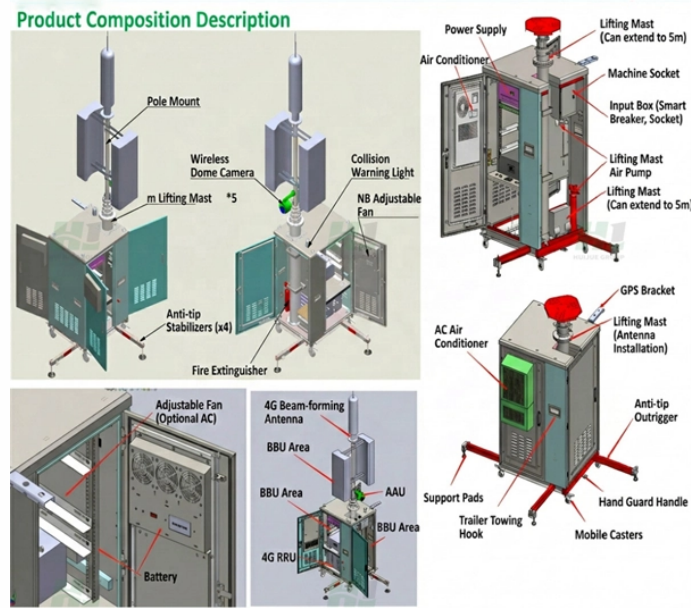 Product Composition Description
Pole Mount
m Lifting Mast *5
Anti-tip
Stabilizers (x4)
Wireless
Dome Camera
Collision
Warning Light
NB Adjustable
Fan
Fire Extinguisher
Power Supply
Air Conditioner
Lifting Mast
(Can extend to 5m)
Machine Socket
Input Box (Smart
Breaker, Socket)
Lifting Mast
Air Pump
Lifting Mast
(Can extend to 5m)
GPS Bracket
AC Air
Conditioner
Lifting Mast
(Antenna
Installation)
Anti-tip
Outrigger
Support Pads
Trailer Towing
Hook
Hand Guard Handle
Mobile Casters
Adjustable Fan
(Optional AC)
Battery
4G Beam-forming
Antenna
BBU Area
BBU Area
AAU
BBU Area
4G RRU